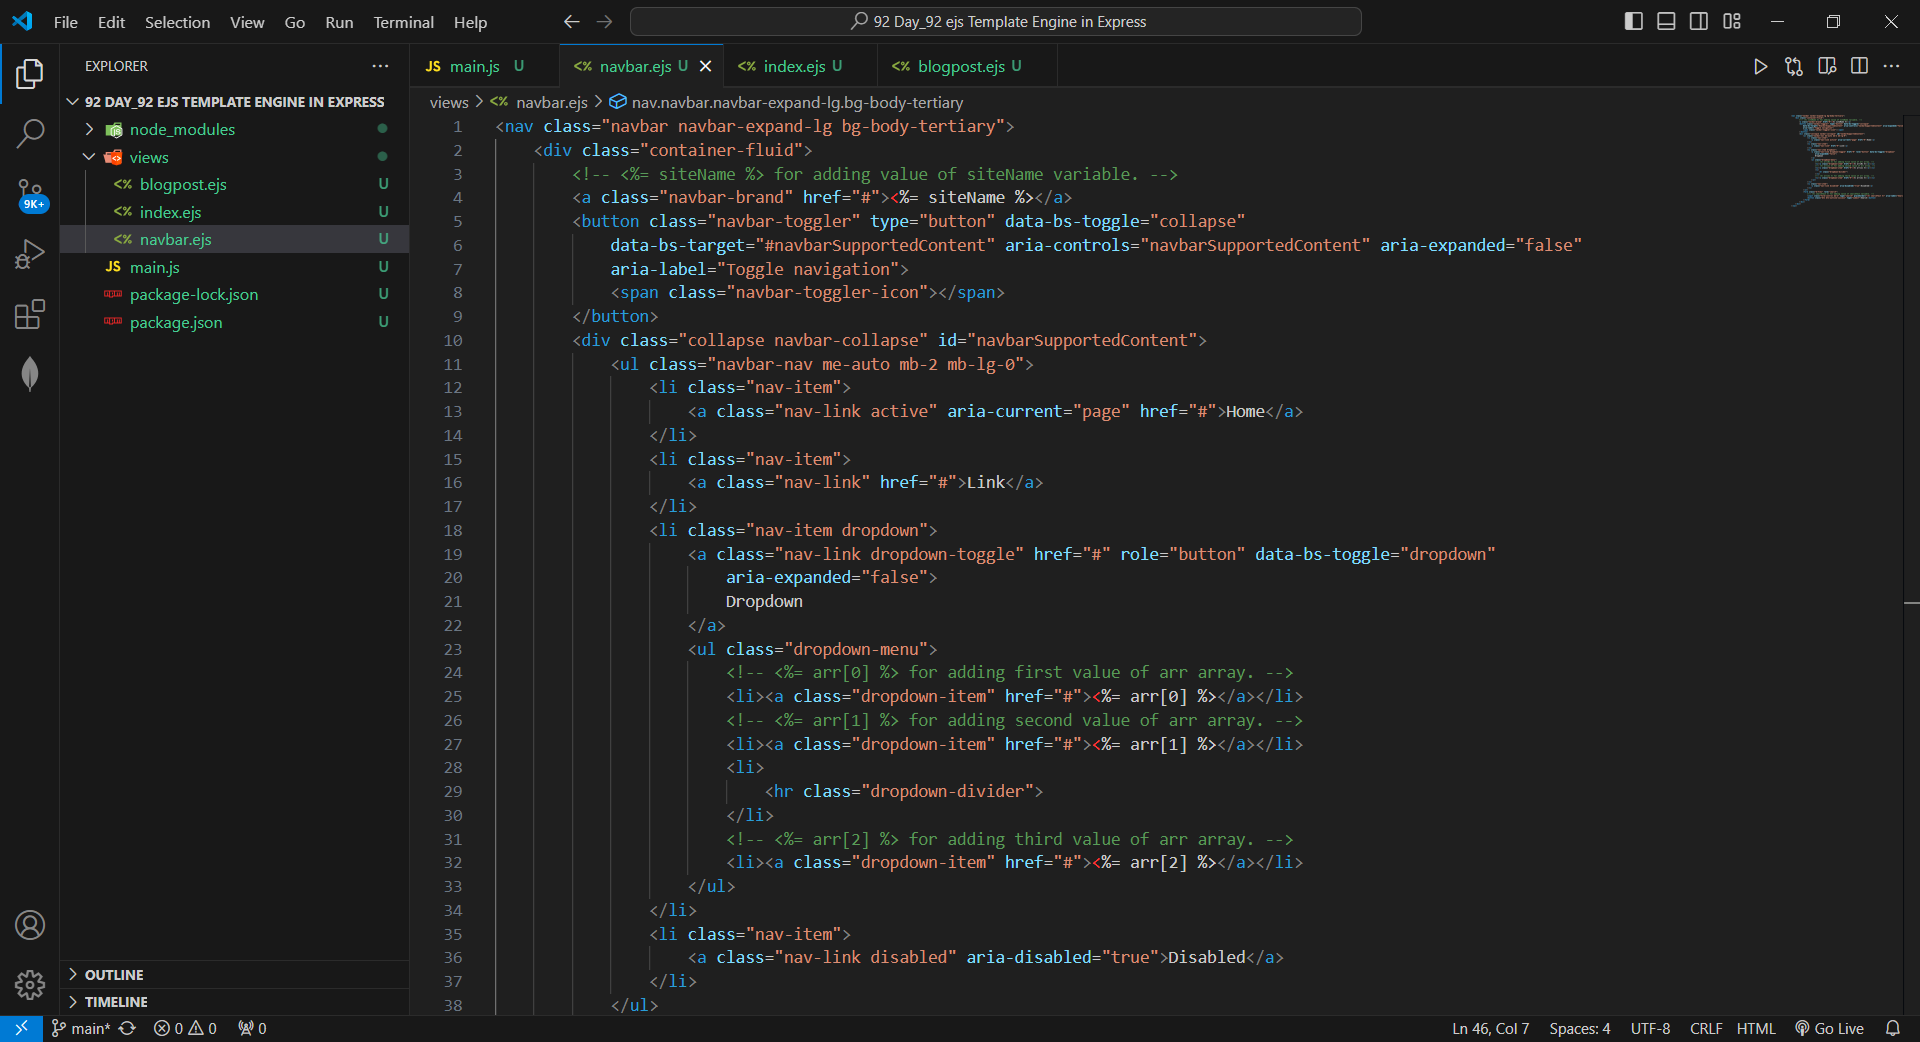 File Edit Selection View Go Run Terminal Help
92 Day_92 ejs Template Engine in Express
EXPLORER
92 DAY_92 EJS TEMPLATE ENGINE IN EXPRESS
node_modules
views
blogpost.ejs U
index.ejs U
navbar.ejs U
main.js U
package-lock.json U
package.json U
9K+
OUTLINE
TIMELINE
JS main.js U
<% navbar.ejs U
<% index.ejs U
<% blogpost.ejs U
views > <% navbar.ejs > nav.navbar.navbar-expand-lg.bg-body-tertiary
1 <nav class="navbar navbar-expand-lg bg-body-tertiary">
2 <div class="container-fluid">
3 <!-- <%= siteName %> for adding value of siteName variable. -->
4 <a class="navbar-brand" href="#"><%= siteName %></a>
5 <button class="navbar-toggler" type="button" data-bs-toggle="collapse"
6 data-bs-target="#navbarSupportedContent" aria-controls="navbarSupportedContent" aria-expanded="false"
7 aria-label="Toggle navigation">
8 <span class="navbar-toggler-icon"></span>
9 </button>
10 <div class="collapse navbar-collapse" id="navbarSupportedContent">
11 <ul class="navbar-nav me-auto mb-2 mb-lg-0">
12 <li class="nav-item">
13 <a class="nav-link active" aria-current="page" href="#">Home</a>
14 </li>
15 <li class="nav-item">
16 <a class="nav-link" href="#">Link</a>
17 </li>
18 <li class="nav-item dropdown">
19 <a class="nav-link dropdown-toggle" href="#" role="button" data-bs-toggle="dropdown"
20 aria-expanded="false">
21 Dropdown
22 </a>
23 <ul class="dropdown-menu">
24 <!-- <%= arr[0] %> for adding first value of arr array. -->
25 <li><a class="dropdown-item" href="#"><%= arr[0] %></a></li>
26 <!-- <%= arr[1] %> for adding second value of arr array. -->
27 <li><a class="dropdown-item" href="#"><%= arr[1] %></a></li>
28 <li>
29 <hr class="dropdown-divider">
30 </li>
31 <!-- <%= arr[2] %> for adding third value of arr array. -->
32 <li><a class="dropdown-item" href="#"><%= arr[2] %></a></li>
33 </ul>
34 </li>
35 <li class="nav-item">
36 <a class="nav-link disabled" aria-disabled="true">Disabled</a>
37 </li>
38 </ul>
main* 0 0 0
Ln 46, Col 7 Spaces: 4 UTF-8 CRLF HTML Go Live